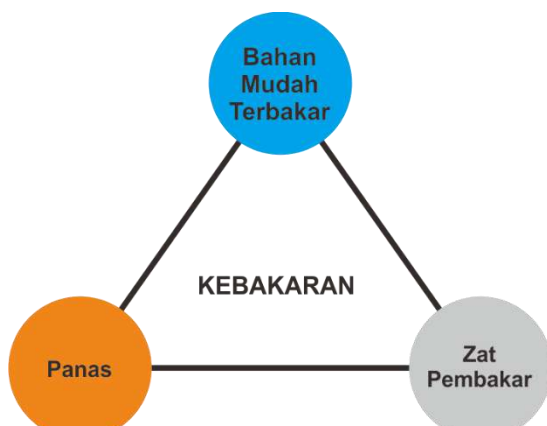 Bahan
Mudah
Terbakar
KEBAKARAN
Panas
Zat
Pembakar